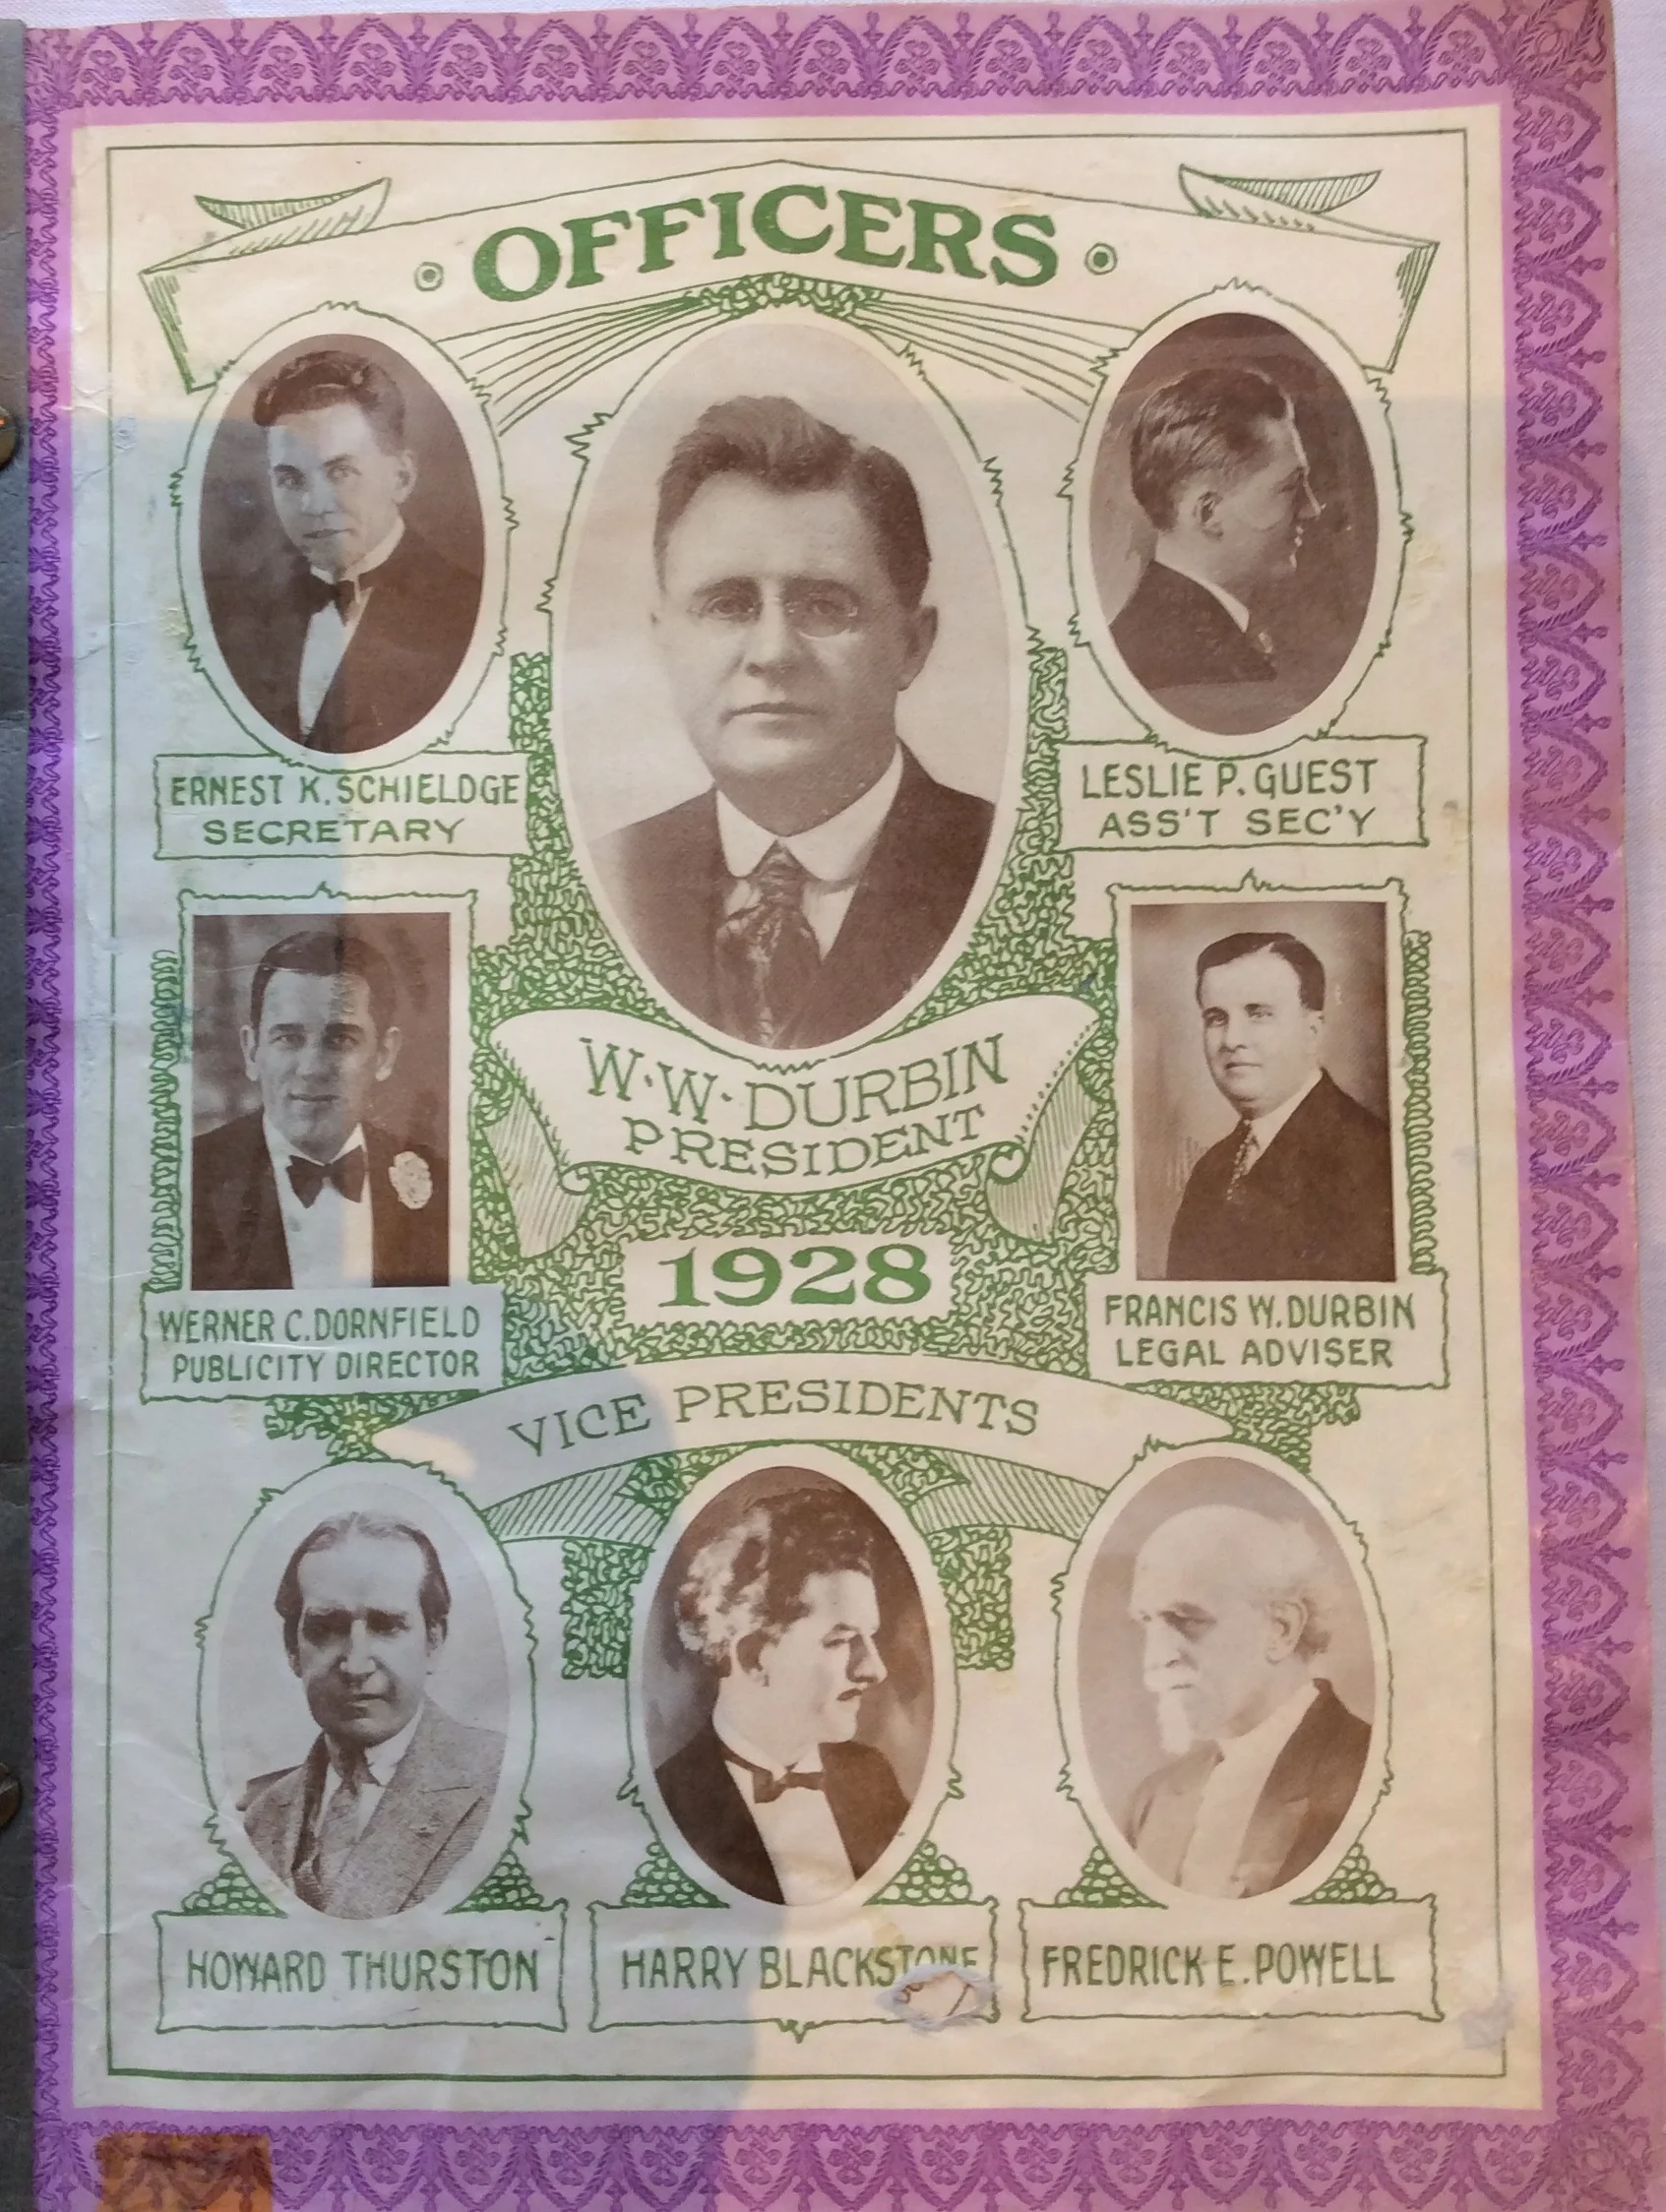 OFFICERS
ERNEST K. SCHIELDGE
SECRETARY
LESLIE P. GUEST
ASS'T SEC'Y
W. W. DURBIN
PRESIDENT
1928
WERNER C. DORNFIELD
PUBLICITY DIRECTOR
FRANCIS W. DURBIN
LEGAL ADVISER
VICE PRESIDENTS
HOWARD THURSTON
HARRY BLACKSTONE
FREDRICK E. POWELL